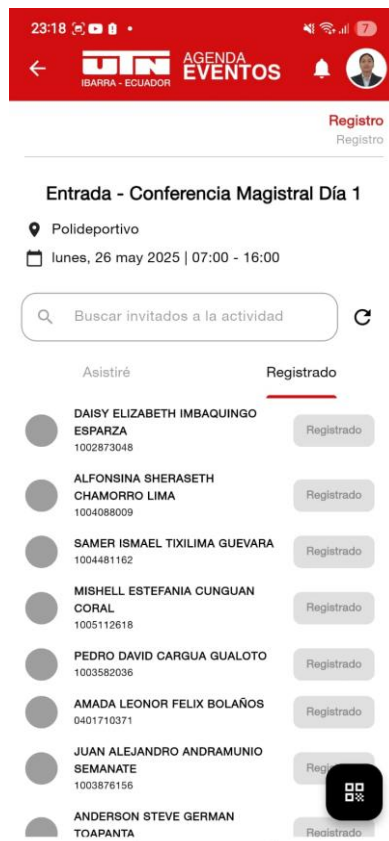 23:18
7
UTN
IBARRA - ECUADOR
AGENDA
EVENTOS
Registro
Registro
Entrada - Conferencia Magistral Día 1
Polideportivo
lunes, 26 may 2025 | 07:00 - 16:00
Buscar invitados a la actividad
Asistiré Registrado
DAISY ELIZABETH IMBAQUINGO
ESPARZA
1002873048
Registrado
ALFONSINA SHERASETH
CHAMORRO LIMA
1004088009
Registrado
SAMER ISMAEL TIXILIMA GUEVARA
1004481162
Registrado
MISHELL ESTEFANIA CUNGUAN
CORAL
1005112618
Registrado
PEDRO DAVID CARGUA GUALOTO
1003582036
Registrado
AMADA LEONOR FELIX BOLAÑOS
0401710371
Registrado
JUAN ALEJANDRO ANDRAMUNIO
SEMANATE
1003876156
ANDERSON STEVE GERMAN
TOAPANTA
Registrado